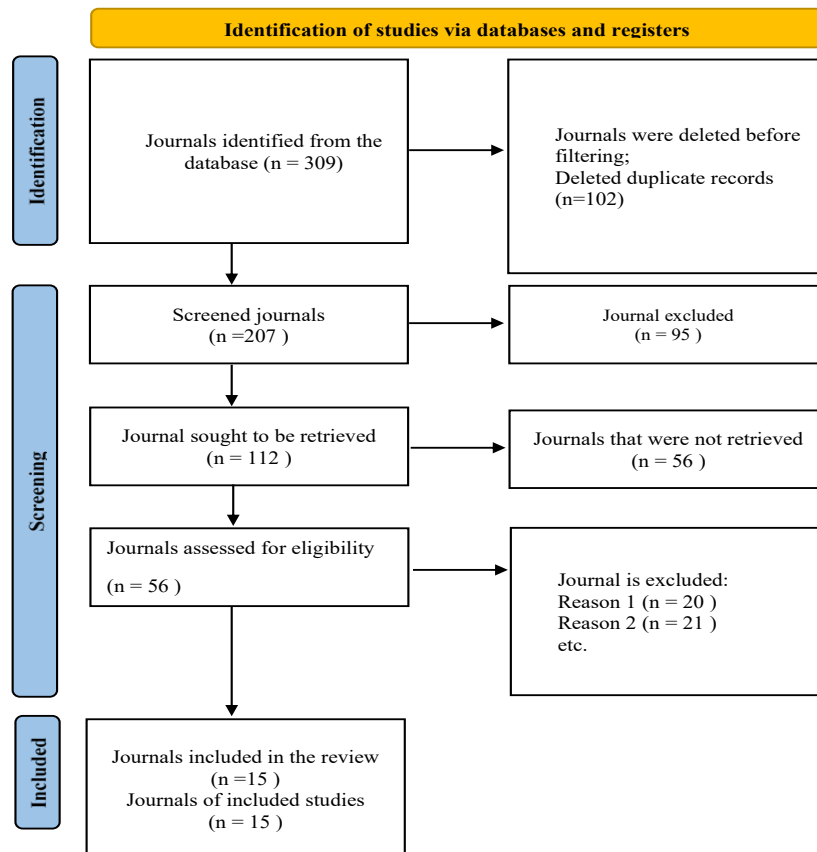 Identification of studies via databases and registers
Identification
Journals identified from the
database (n = 309)
Journals were deleted before
filtering;
Deleted duplicate records
(n=102)
Screening
Screened journals
(n =207 )
Journal excluded
(n = 95 )
Journal sought to be retrieved
(n = 112 )
Journals that were not retrieved
(n = 56 )
Journals assessed for eligibility
(n = 56 )
Journal is excluded:
Reason 1 (n = 20 )
Reason 2 (n = 21 )
etc.
Included
Journals included in the review
(n =15 )
Journals of included studies
(n = 15 )